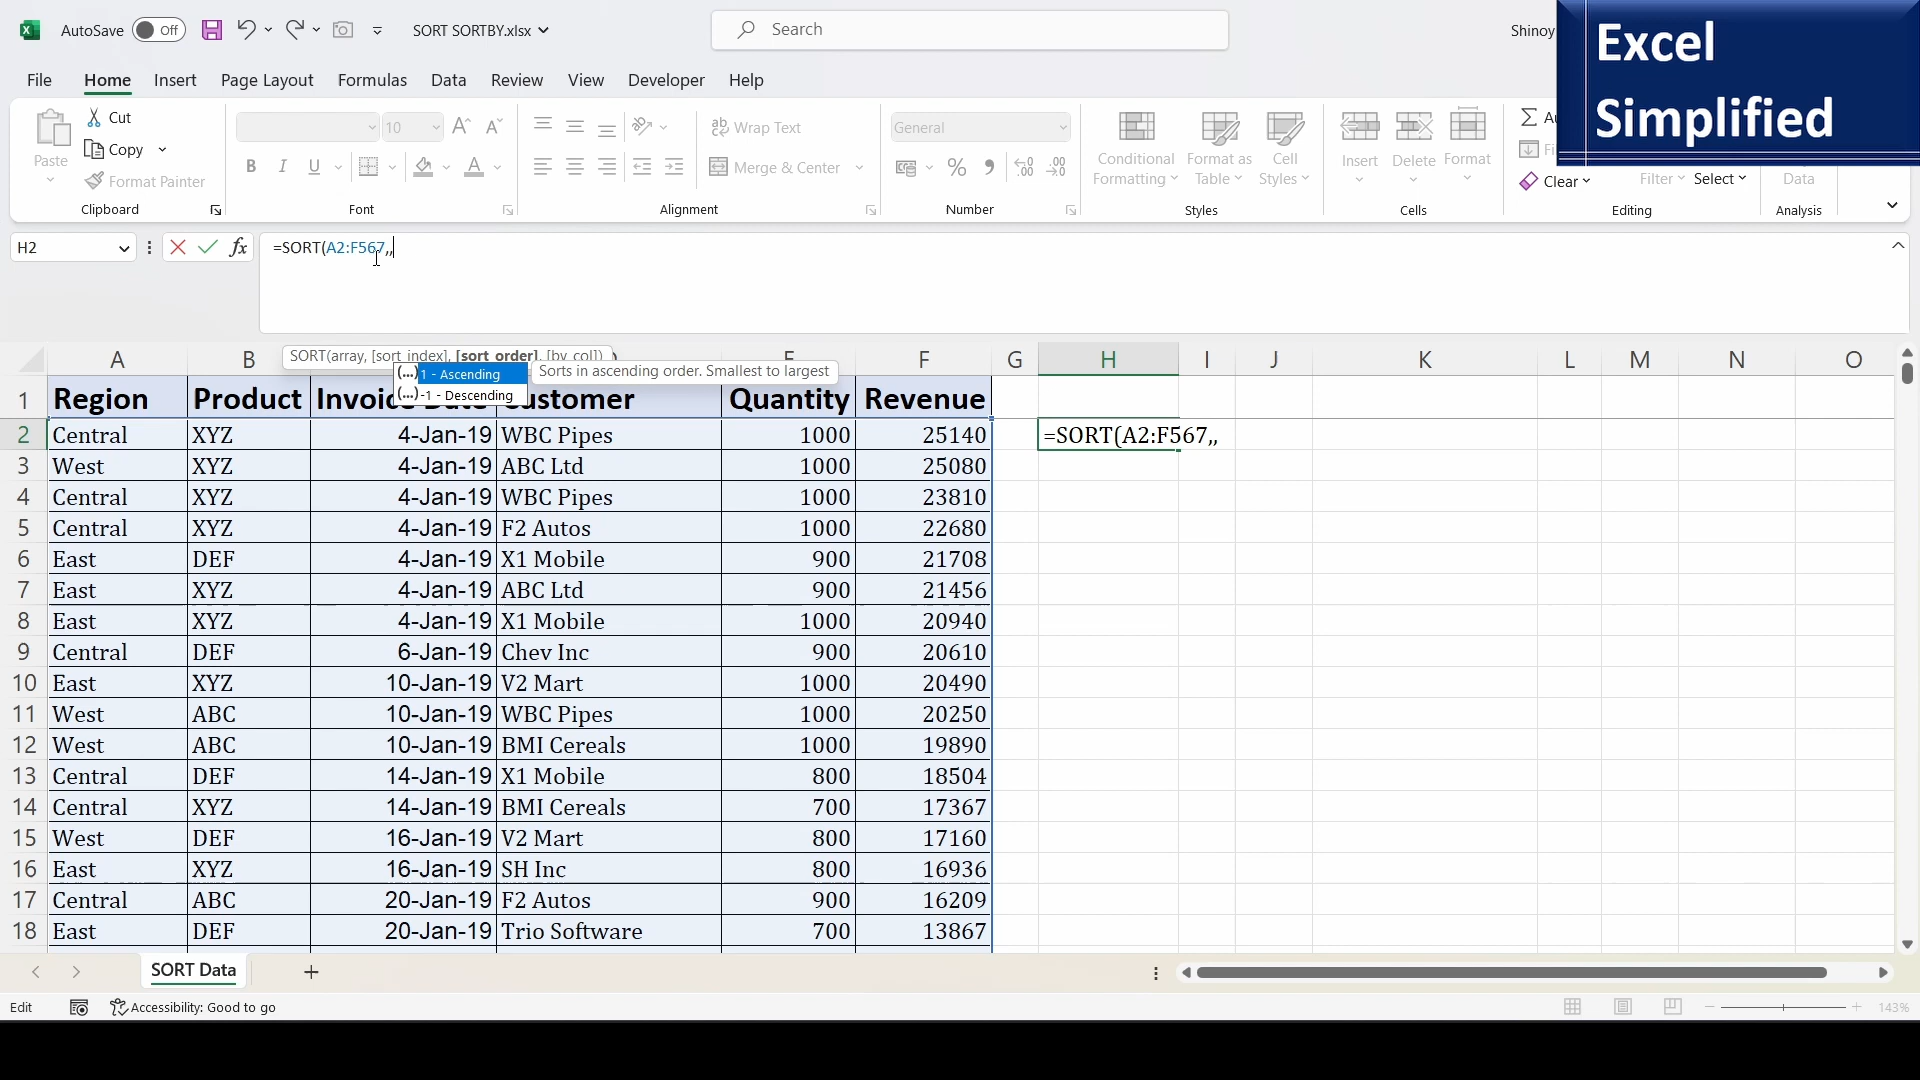 AutoSave Off SORT SORTBY.xlsx Search Shinoy
Excel
Simplified
File Home Insert Page Layout Formulas Data Review View Developer Help
Cut
Copy
Format Painter
Paste
Clipboard
10
Font
Wrap Text
Merge & Center
Alignment
General
Number
Conditional Formatting
Format as Table
Cell Styles
Styles
Insert Delete Format
Cells
Clear
Filter Select
Editing
Data
Analysis
H2 =SORT(A2:F567,,
SORT(array, [sort_index], [sort_order], [by_col])
1 - Ascending
-1 - Descending
Sorts in ascending order. Smallest to largest
A B F G H I J K L M N O
1 Region Product Quantity Revenue
2 Central XYZ 4-Jan-19 WBC Pipes 1000 25140 =SORT(A2:F567,,
3 West XYZ 4-Jan-19 ABC Ltd 1000 25080
4 Central XYZ 4-Jan-19 WBC Pipes 1000 23810
5 Central XYZ 4-Jan-19 F2 Autos 1000 22680
6 East DEF 4-Jan-19 X1 Mobile 900 21708
7 East XYZ 4-Jan-19 ABC Ltd 900 21456
8 East XYZ 4-Jan-19 X1 Mobile 1000 20940
9 Central DEF 6-Jan-19 Chev Inc 900 20610
10 East XYZ 10-Jan-19 V2 Mart 1000 20490
11 West ABC 10-Jan-19 WBC Pipes 1000 20250
12 West ABC 10-Jan-19 BMI Cereals 1000 19890
13 Central DEF 14-Jan-19 X1 Mobile 800 18504
14 Central XYZ 14-Jan-19 BMI Cereals 700 17367
15 West DEF 16-Jan-19 V2 Mart 800 17160
16 East XYZ 16-Jan-19 SH Inc 800 16936
17 Central ABC 20-Jan-19 F2 Autos 900 16209
18 East DEF 20-Jan-19 Trio Software 700 13867
SORT Data
Edit Accessibility: Good to go 143%